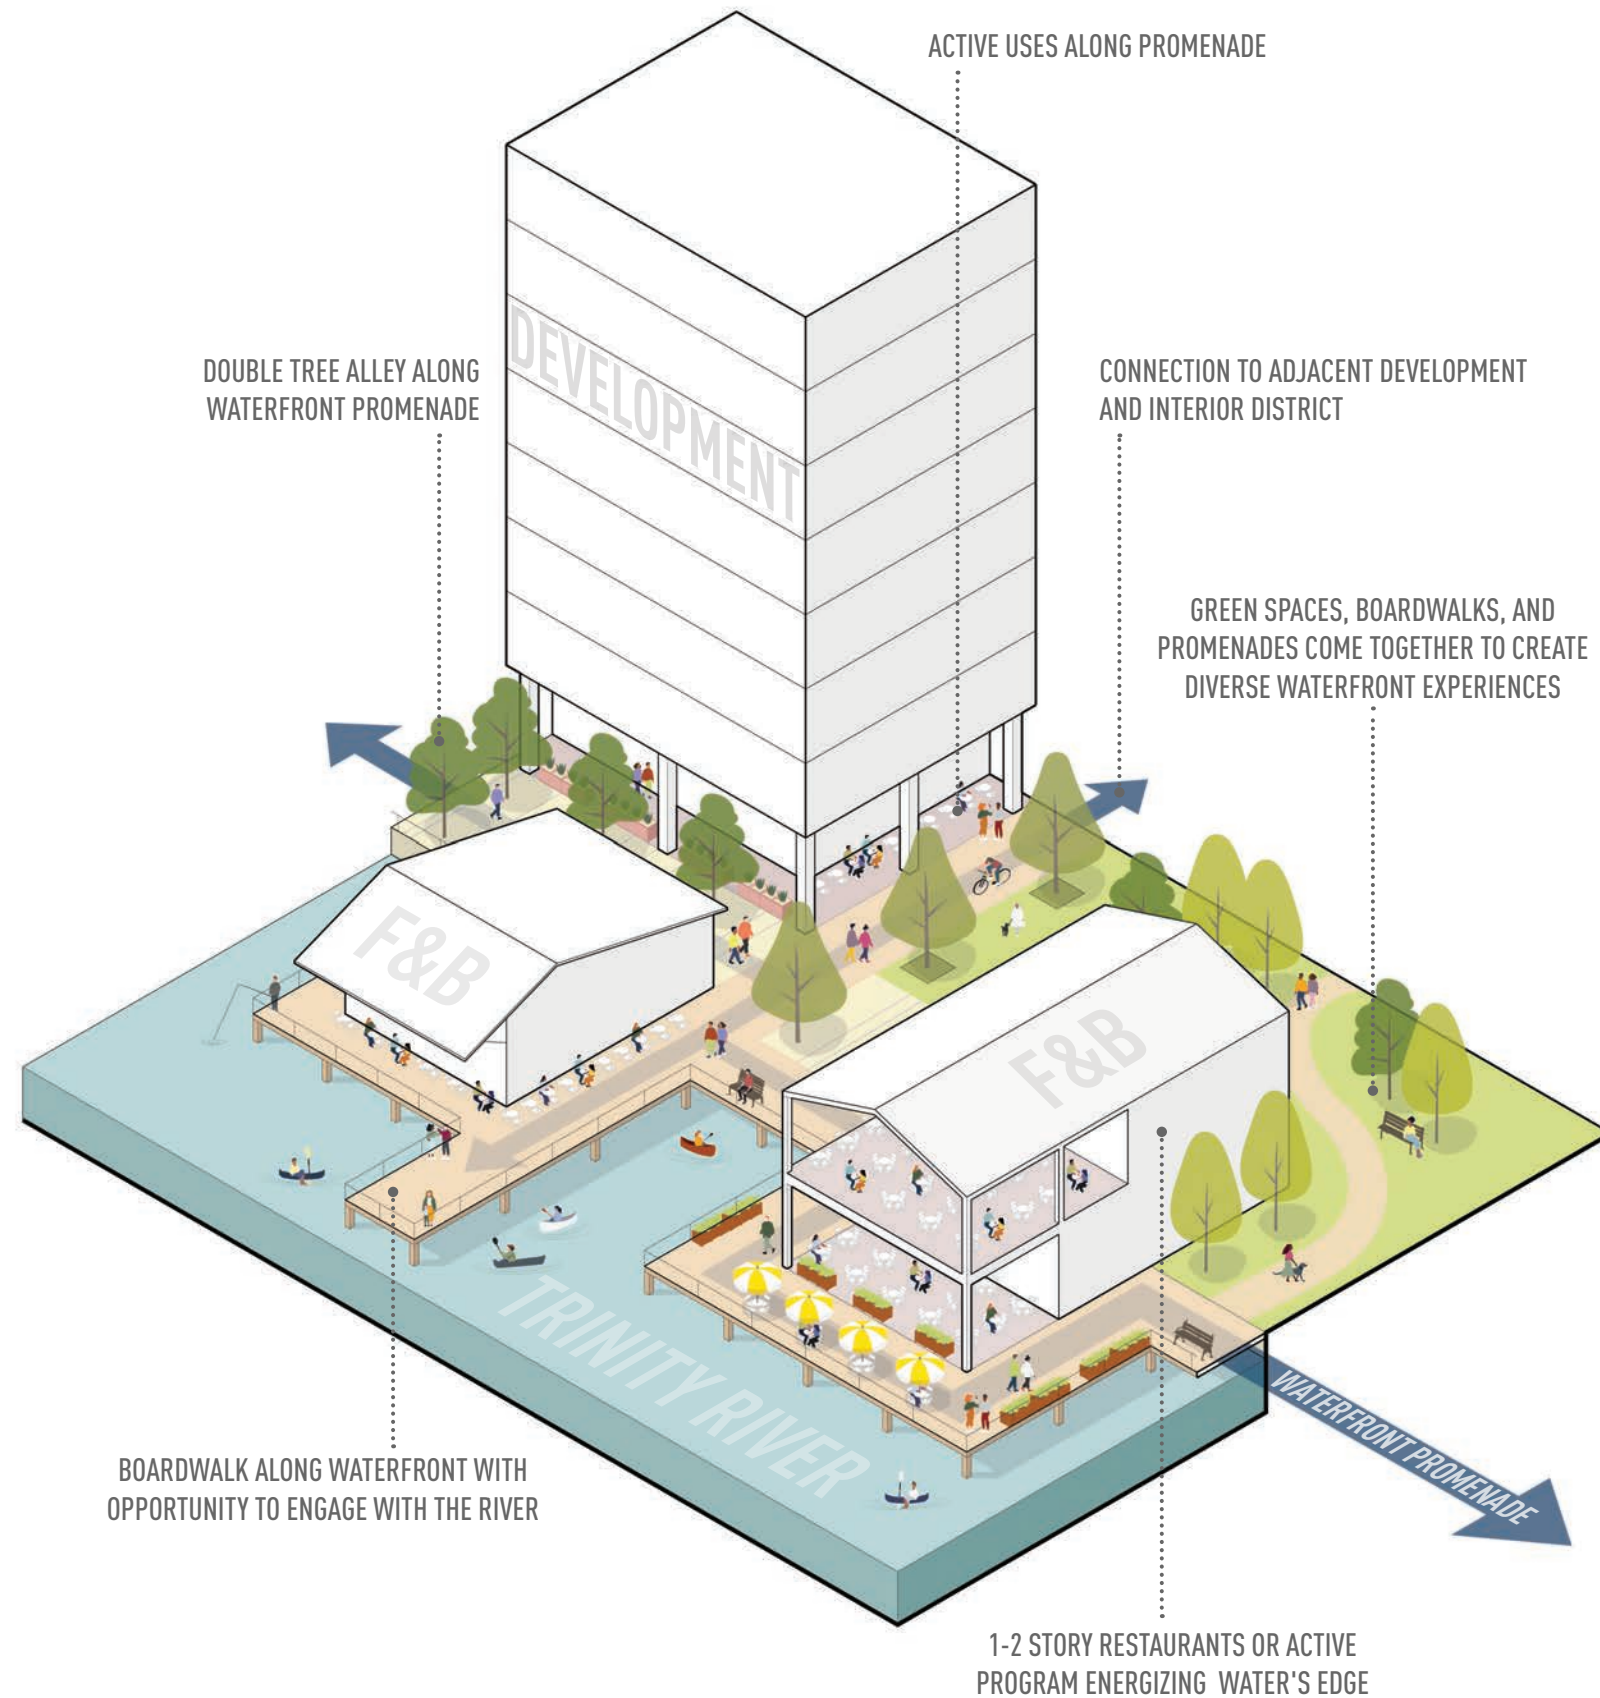 ACTIVE USES ALONG PROMENADE
DOUBLE TREE ALLEY ALONG
WATERFRONT PROMENADE
DEVELOPMENT
CONNECTION TO ADJACENT DEVELOPMENT
AND INTERIOR DISTRICT
GREEN SPACES, BOARDWALKS, AND
PROMENADES COME TOGETHER TO CREATE
DIVERSE WATERFRONT EXPERIENCES
F&B
F&B
TRINITY RIVER
WATERFRONT PROMENADE
BOARDWALK ALONG WATERFRONT WITH
OPPORTUNITY TO ENGAGE WITH THE RIVER
1-2 STORY RESTAURANTS OR ACTIVE
PROGRAM ENERGIZING WATER'S EDGE